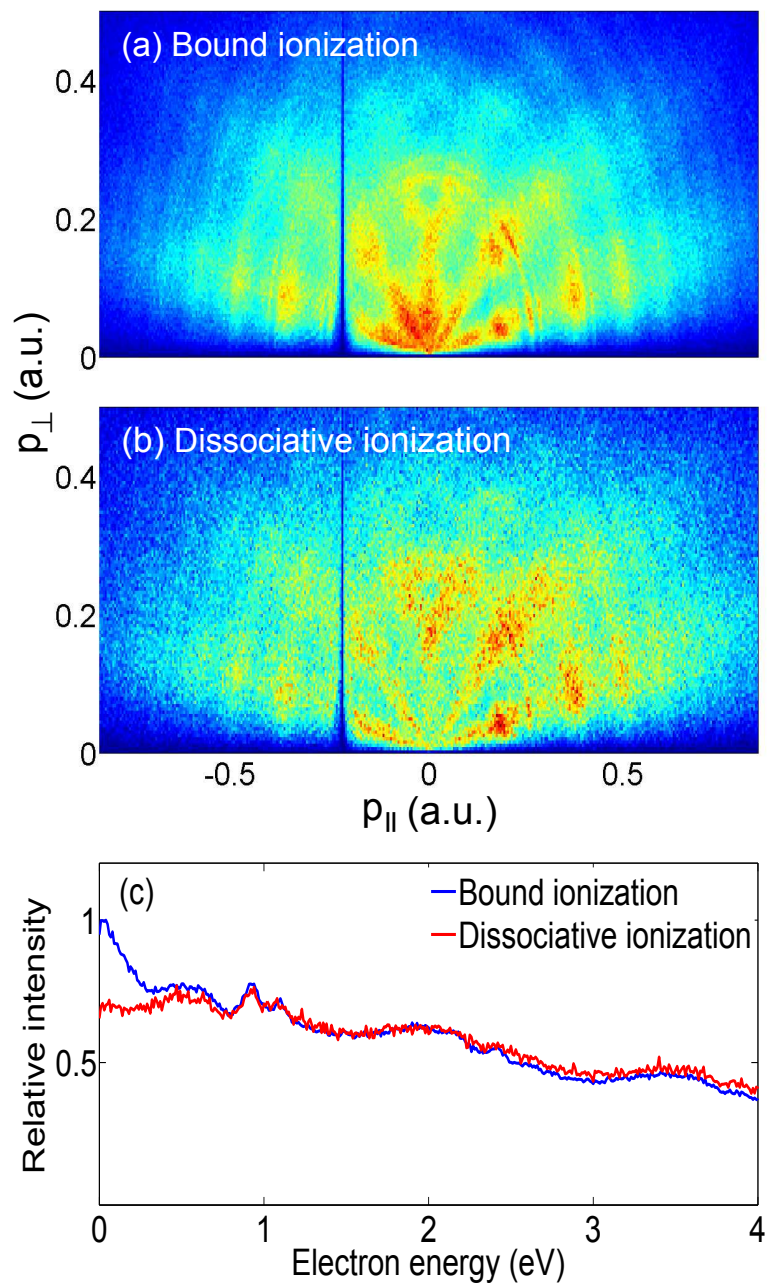 (a) Bound ionization
0.4
0.2
0
(b) Dissociative ionization
0.4
0.2
0
p⊥ (a.u.)
-0.5 0 0.5
p|| (a.u.)
(c)
Bound ionization
Dissociative ionization
1
0.5
Relative intensity
0 1 2 3 4
Electron energy (eV)